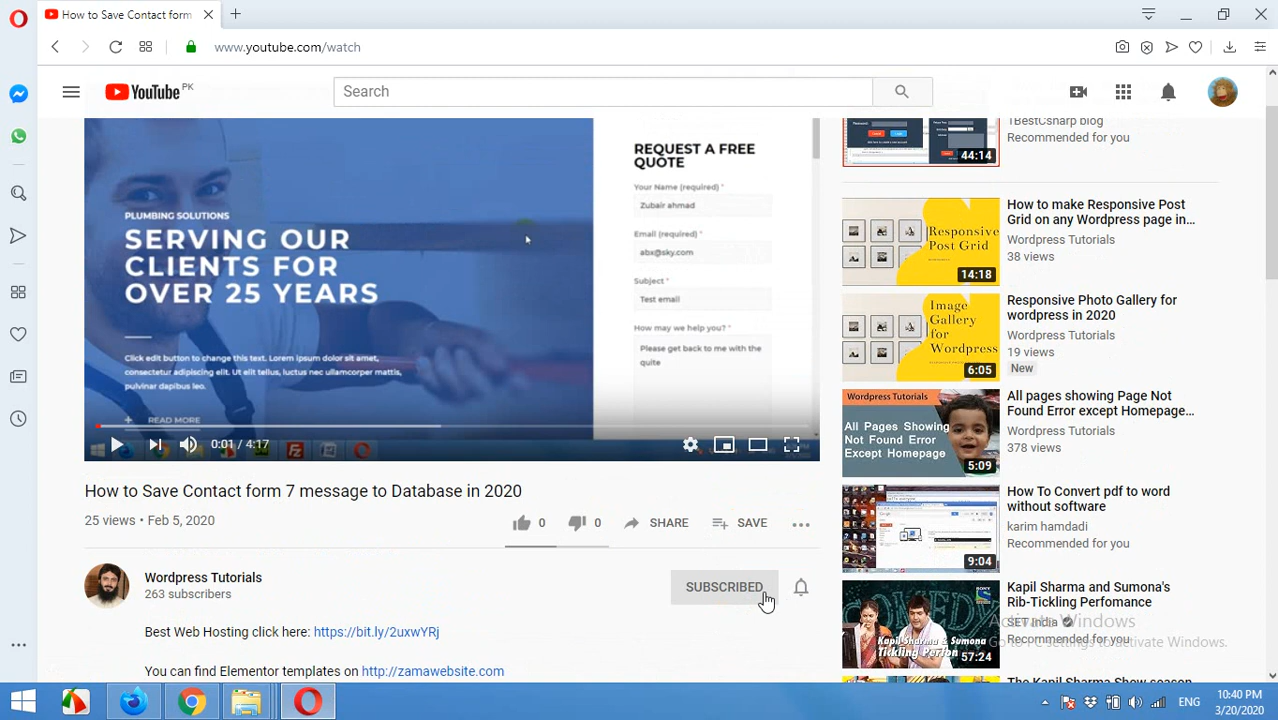 How to Save Contact form
www.youtube.com/watch
YouTube PK
Search
PLUMBING SOLUTIONS
SERVING OUR
CLIENTS FOR
OVER 25 YEARS
Click edit button to change this text. Lorem ipsum dolor sit amet,
consectetur adipiscing elit. Ut elit tellus, luctus nec ullamcorper mattis,
pulvinar dapibus leo.
+ READ MORE
REQUEST A FREE
QUOTE
Your Name (required) *
Zubair ahmad
Email (required) *
abx@sky.com
Subject *
Test email
How may we help you? *
Please get back to me with the
quite
0:01 / 4:17
How to Save Contact form 7 message to Database in 2020
25 views • Feb 5, 2020
0
0
SHARE
SAVE
Wordpress Tutorials
263 subscribers
SUBSCRIBED
Best Web Hosting click here: https://bit.ly/2uxwYRj
You can find Elementor templates on http://zamawebsite.com
44:14
1BestCsharp blog
Recommended for you
Responsive
Post Grid
14:18
How to make Responsive Post
Grid on any Wordpress page in...
Wordpress Tutorials
38 views
Image
Gallery
for
Wordpress
6:05
Responsive Photo Gallery for
wordpress in 2020
Wordpress Tutorials
19 views
New
Wordpress Tutorials
All Pages Showing
Not Found Error
Except Homepage
5:09
All pages showing Page Not
Found Error except Homepage...
Wordpress Tutorials
378 views
9:04
How To Convert pdf to word
without software
karim hamdadi
Recommended for you
COMEDY
SONY
Kapil Sharma & Sumona
Tickling
57:24
Kapil Sharma and Sumona's
Rib-Tickling Perfomance
SET India
Recommended for you
Activate Windows
Go to PC settings to activate Windows.
The Kapil Sharma Show season
ENG
10:40 PM
3/20/2020